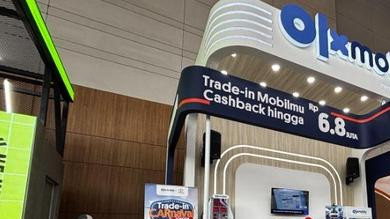 olxmo
Trade-in Mobilmu
Cashback hingga
Rp
6.8
JUTA
Trade-in
CARnaval